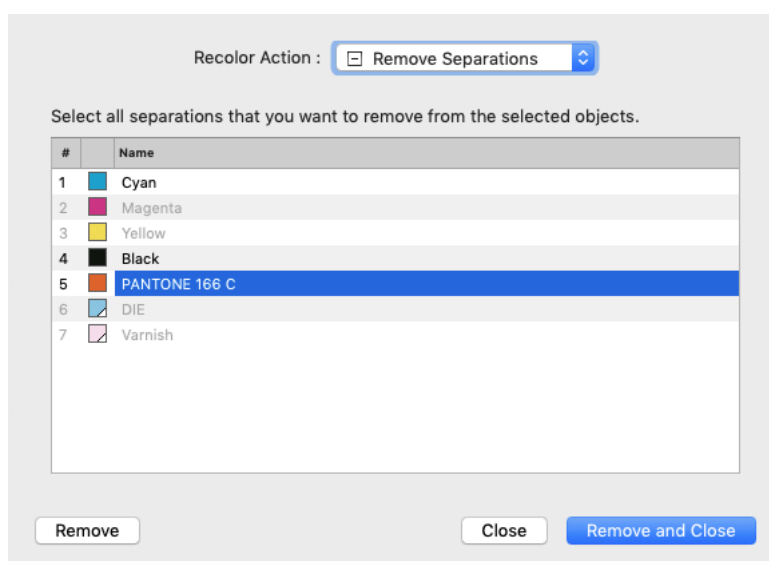 Recolor Action : Remove Separations
Select all separations that you want to remove from the selected objects.
# Name
1 Cyan
2 Magenta
3 Yellow
4 Black
5 PANTONE 166 C
6 DIE
7 Varnish
Remove Close Remove and Close